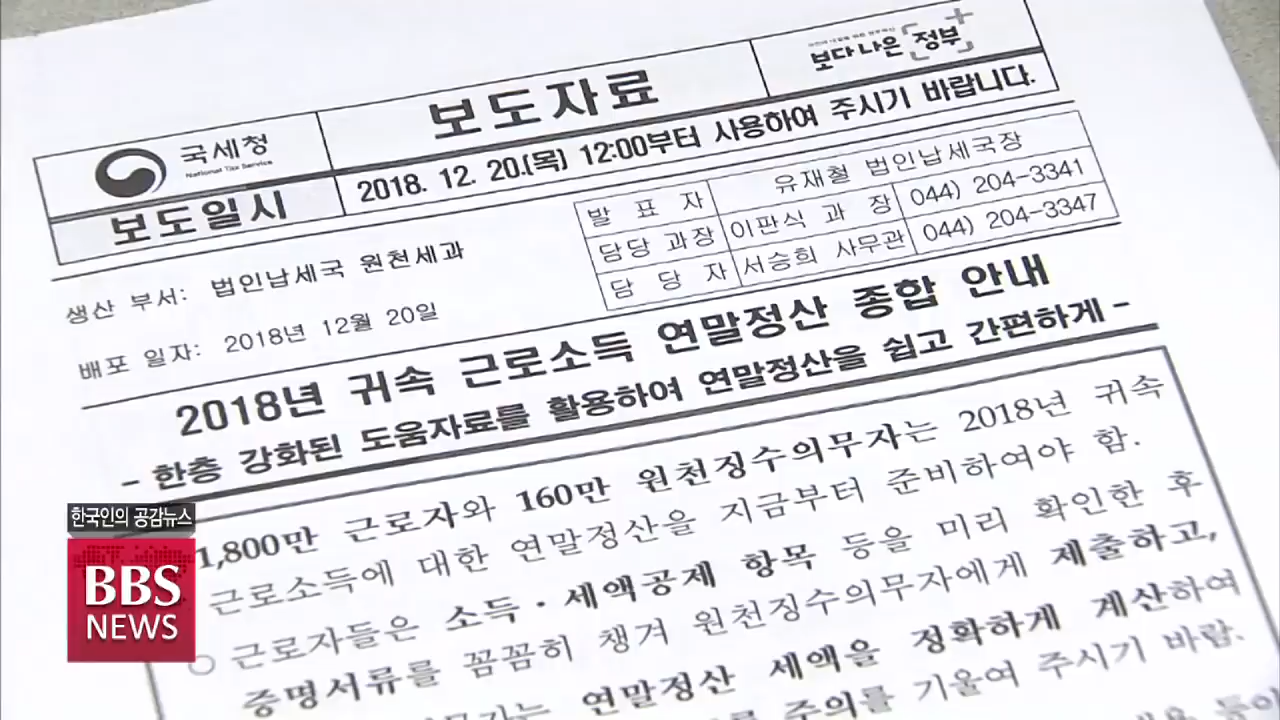 보다 나은 정부
국세청
National Tax Service
보도자료
보도일시
2018. 12. 20.(목) 12:00부터 사용하여 주시기 바랍니다.
생산 부서: 법인납세국 원천세과
발 표 자 유재철 법인납세국장
담당 과장 이판식 과 장 044) 204-3341
담 당 자 서승희 사무관 044) 204-3347
배포 일자: 2018년 12월 20일
2018년 귀속 근로소득 연말정산 종합 안내
- 한층 강화된 도움자료를 활용하여 연말정산을 쉽고 간편하게 -
1,800만 근로자와 160만 원천징수의무자는 2018년 귀속
근로소득에 대한 연말정산을 지금부터 준비하여야 함.
○ 근로자들은 소득·세액공제 항목 등을 미리 확인한 후
증명서류를 꼼꼼히 챙겨 원천징수의무자에게 제출하고,
연말정산 세액을 정확하게 계산하여
주의를 기울여 주시기 바람.
한국인의 공감뉴스
BBS
NEWS